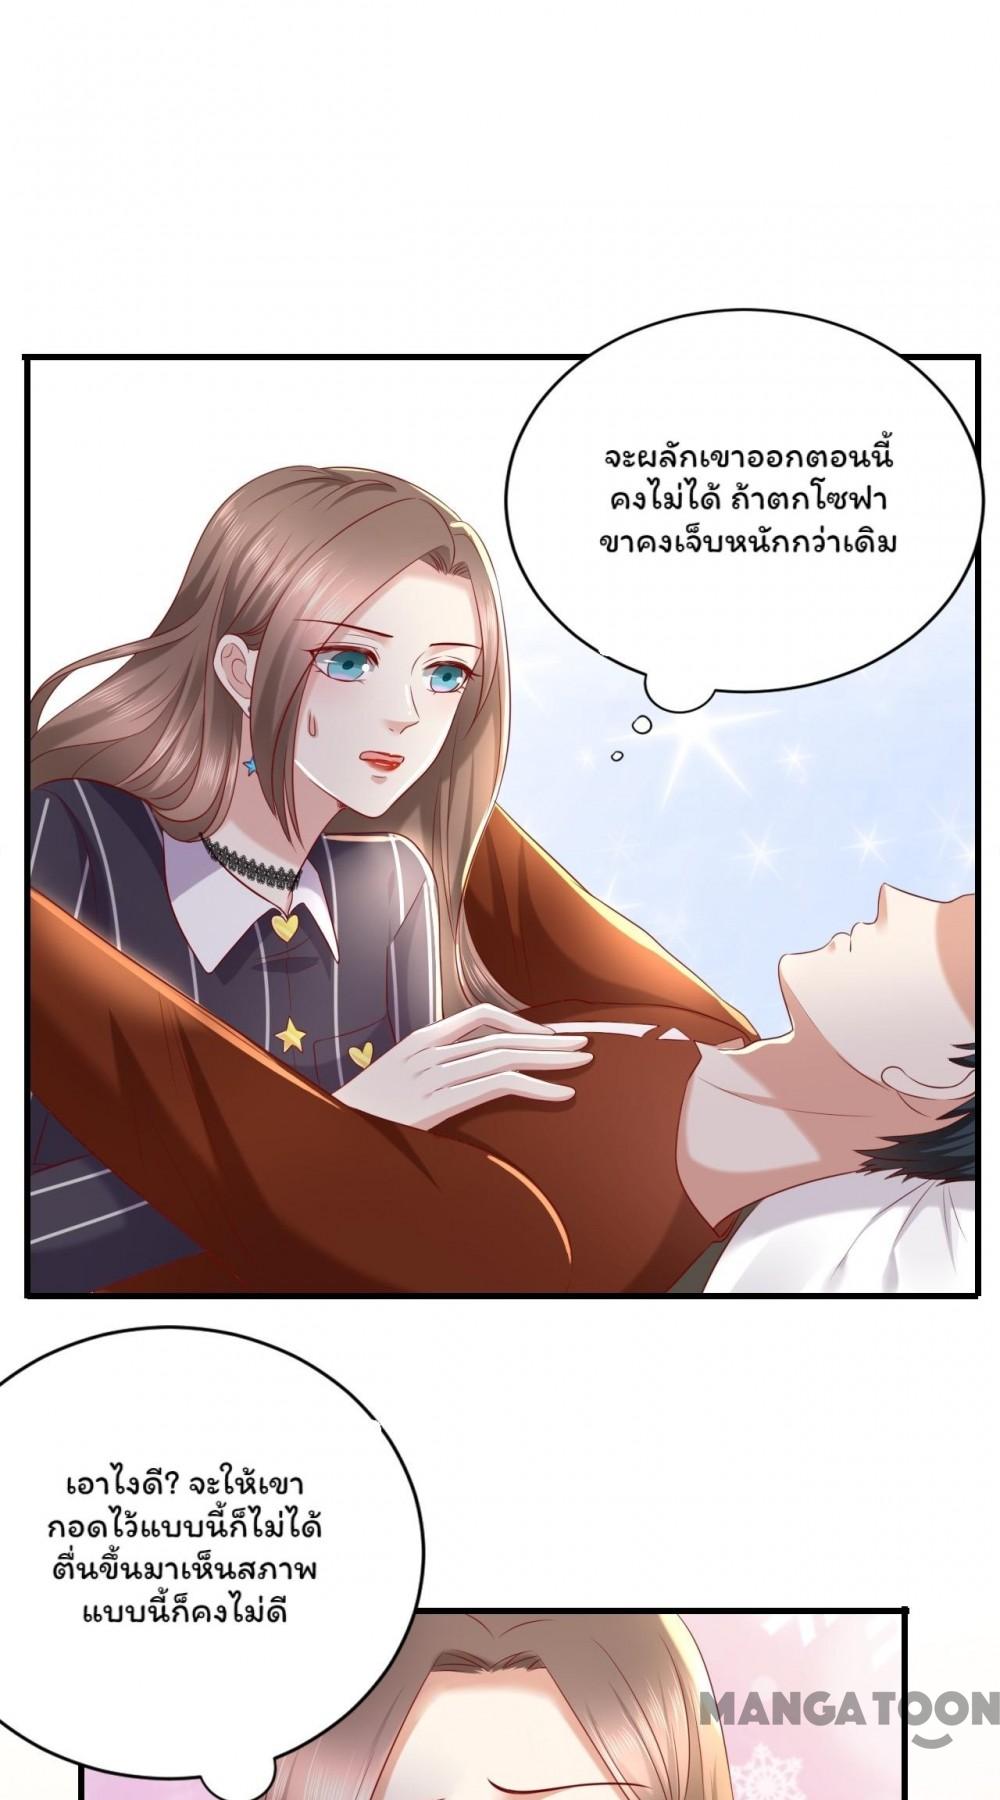 จะผลักเขาออกตอนนี้
คงไม่ได้ ถ้าตกโซฟา
ขาคงเจ็บหนักกว่าเดิม
เอาไงดี? จะให้เขา
กอดไว้แบบนี้ก็ไม่ได้
ตื่นขึ้นมาเห็นสภาพ
แบบนี้ก็คงไม่ดี
MANGATOON